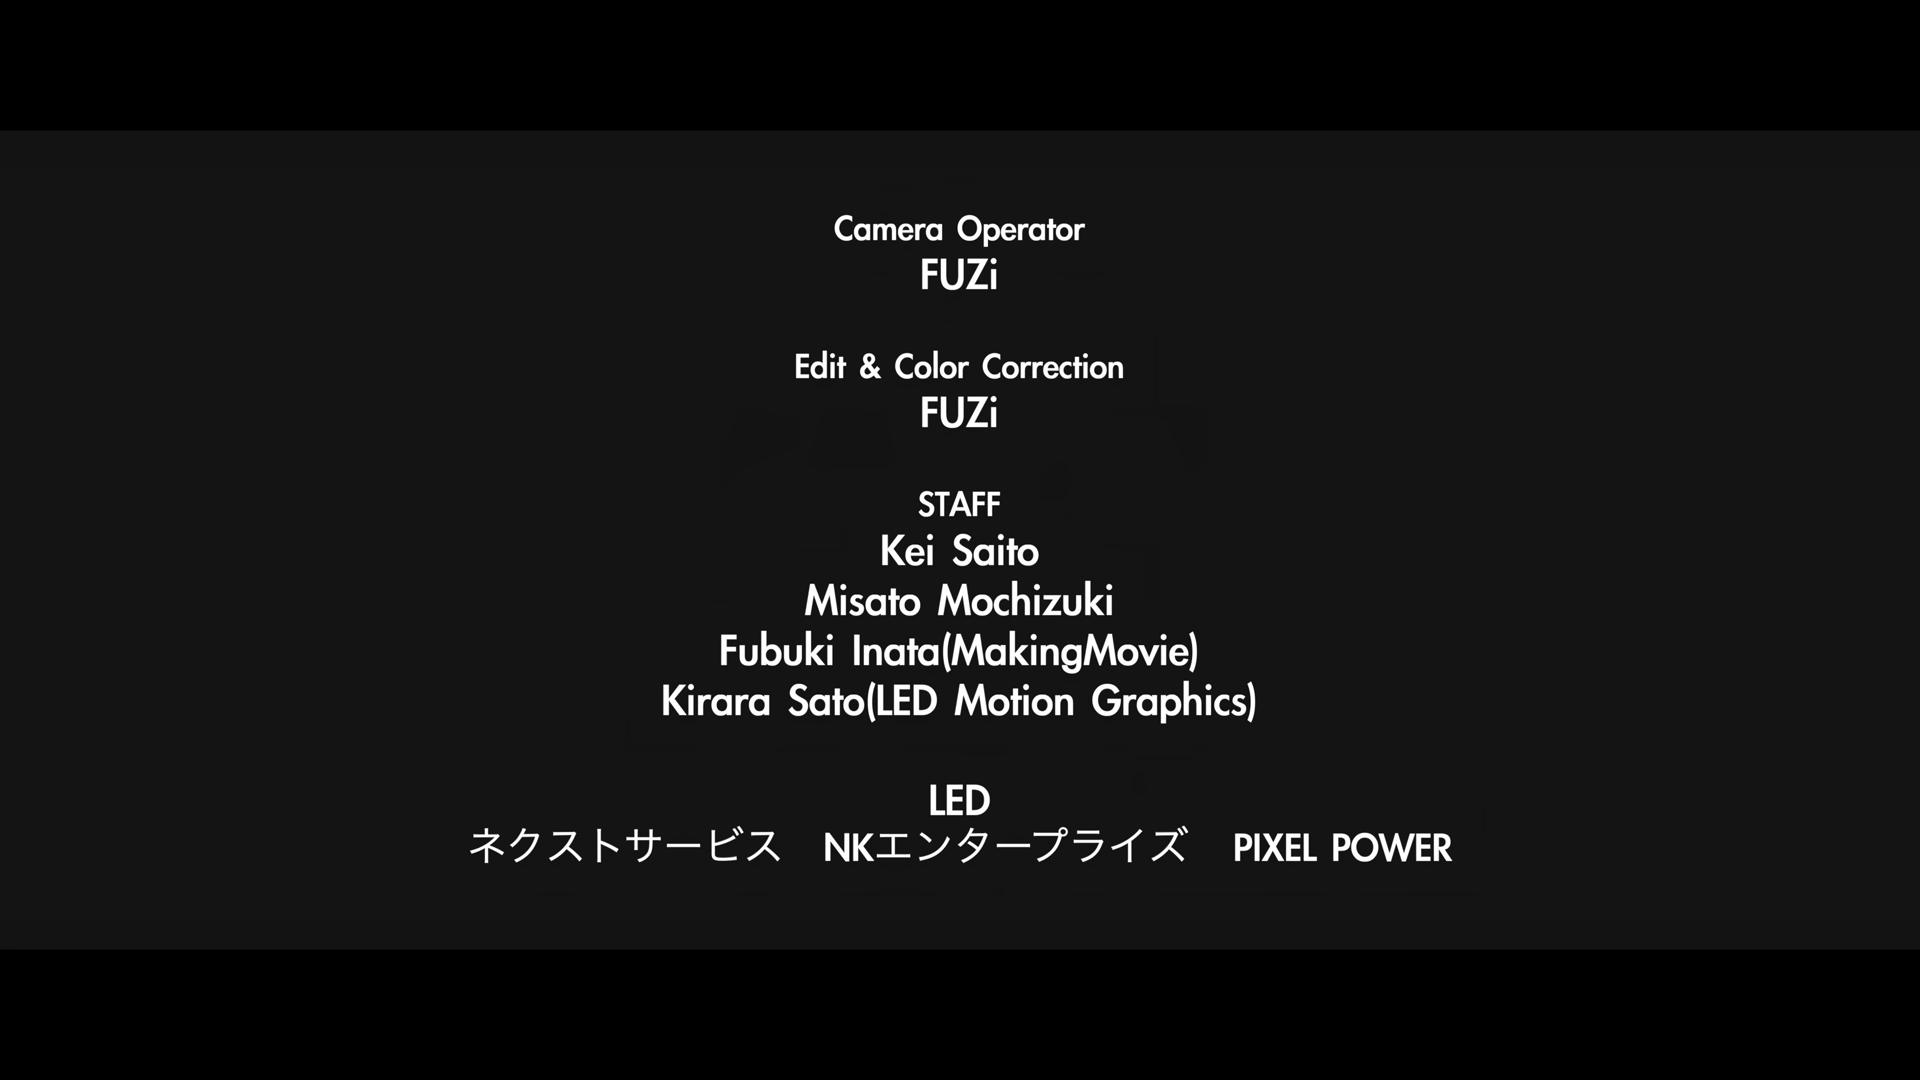 Camera Operator
FUZi
Edit & Color Correction
FUZi
STAFF
Kei Saito
Misato Mochizuki
Fubuki Inata(MakingMovie)
Kirara Sato(LED Motion Graphics)
LED
ネクストサービス　NKエンタープライズ　PIXEL POWER